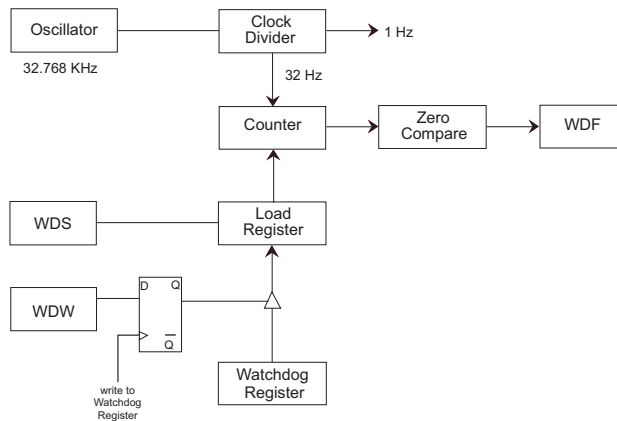 Oscillator
Clock
Divider
1 Hz
32.768 KHz
32 Hz
Counter
Zero
Compare
WDF
WDS
Load
Register
WDW
D
Q
Q
write to
Watchdog
Register
Watchdog
Register